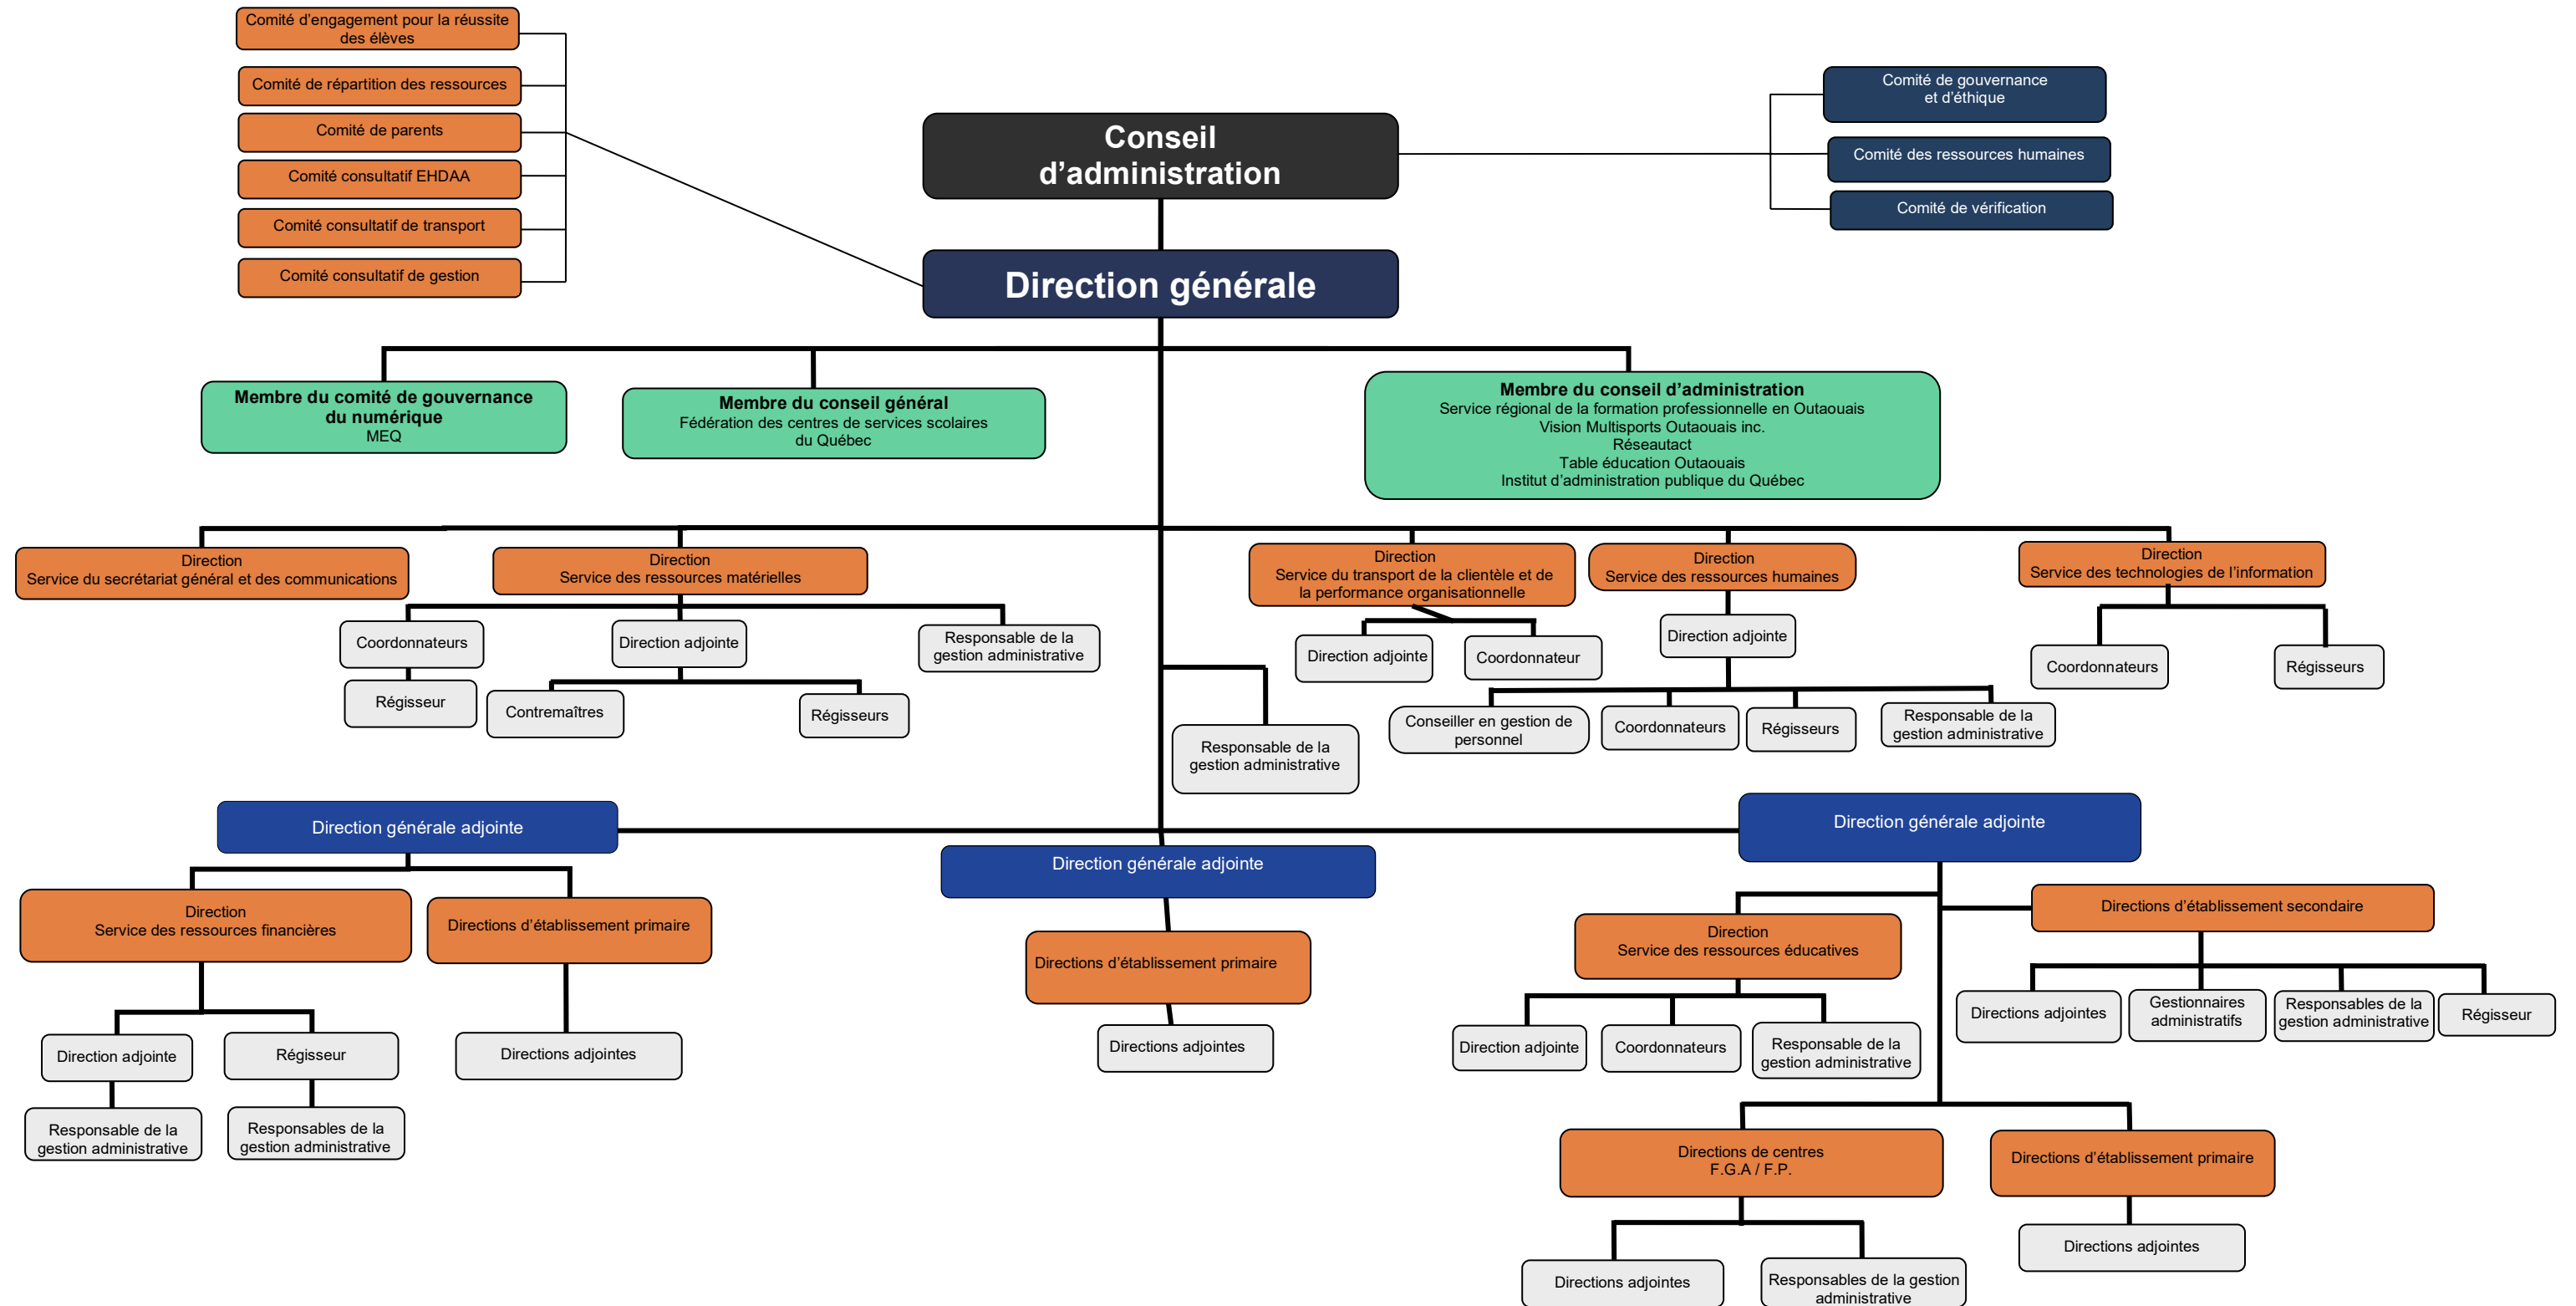 Comité d’engagement pour la réussite
des élèves
Comité de répartition des ressources
Comité de parents
Comité consultatif EHDAA
Comité consultatif de transport
Comité consultatif de gestion
Conseil
d’administration
Direction générale
Comité de gouvernance
et d’éthique
Comité des ressources humaines
Comité de vérification
Membre du comité de gouvernance
du numérique
MEQ
Membre du conseil général
Fédération des centres de services scolaires
du Québec
Membre du conseil d’administration
Service régional de la formation professionnelle en Outaouais
Vision Multisports Outaouais inc.
Réseautact
Table éducation Outaouais
Institut d’administration publique du Québec
Direction
Service du secrétariat général et des communications
Direction
Service des ressources matérielles
Coordonnateurs
Régisseur
Direction adjointe
Contremaîtres
Régisseurs
Responsable de la
gestion administrative
Responsable de la
gestion administrative
Direction
Service du transport de la clientèle et de
la performance organisationnelle
Direction adjointe
Coordonnateur
Direction
Service des ressources humaines
Direction adjointe
Conseiller en gestion de
personnel
Coordonnateurs
Régisseurs
Responsable de la
gestion administrative
Direction
Service des technologies de l’information
Coordonnateurs
Régisseurs
Direction générale adjointe
Direction
Service des ressources financières
Direction adjointe
Responsable de la
gestion administrative
Régisseur
Responsables de la
gestion administrative
Directions d’établissement primaire
Directions adjointes
Direction générale adjointe
Directions d’établissement primaire
Directions adjointes
Direction générale adjointe
Direction
Service des ressources éducatives
Direction adjointe
Coordonnateurs
Responsable de la
gestion administrative
Directions d’établissement secondaire
Directions adjointes
Gestionnaires
administratifs
Responsables de la
gestion administrative
Régisseur
Directions de centres
F.G.A / F.P.
Directions adjointes
Responsables de la gestion
administrative
Directions d’établissement primaire
Directions adjointes